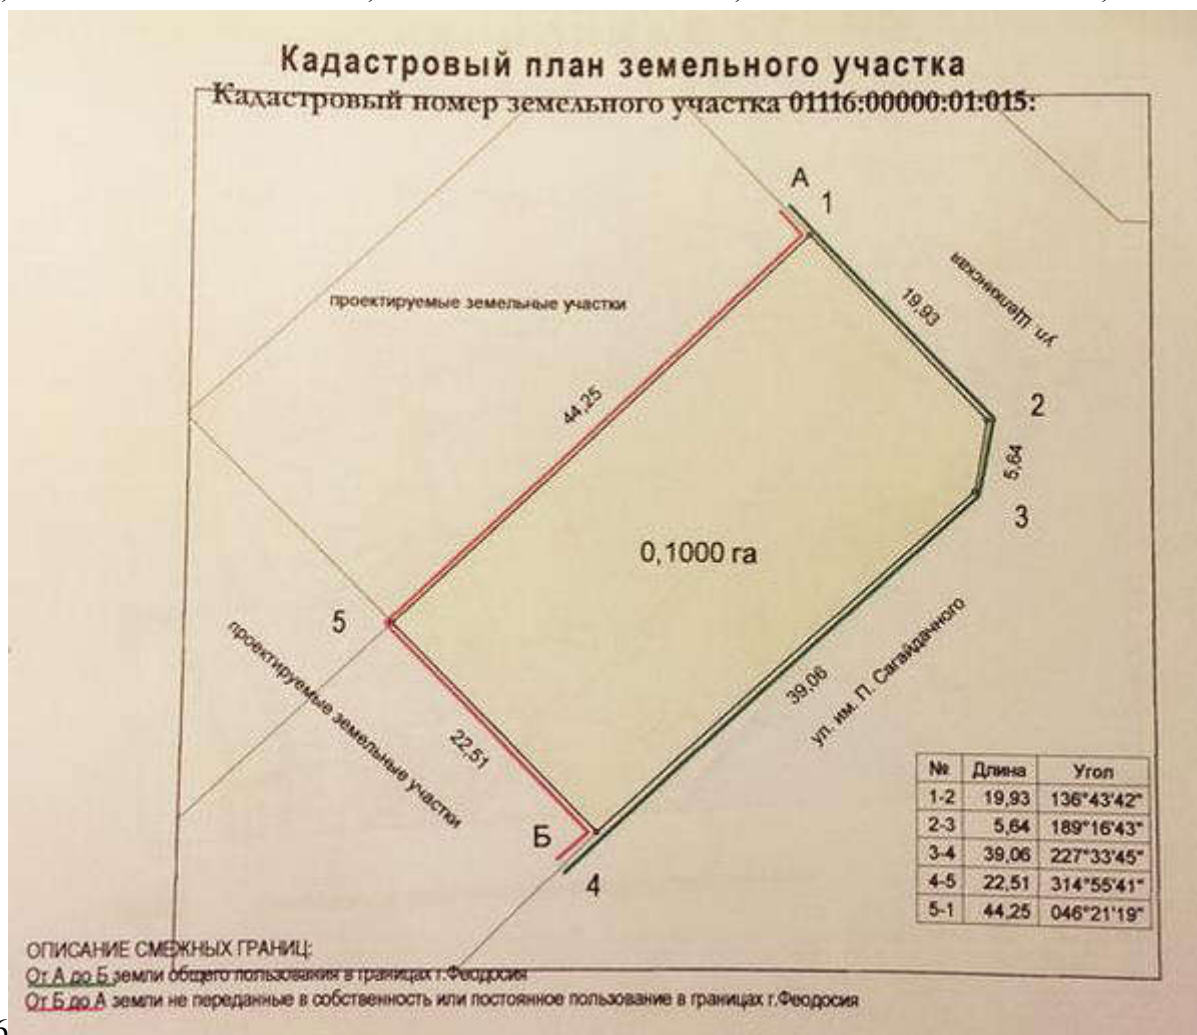 Кадастровый план земельного участка
Кадастровый номер земельного участка 01116:00000:01:015:
А
1
ул. Щелкинская
19,93
проектируемые земельные участки
44,25
2
5,64
3
0,1000 га
5
проектируемые земельные участки
39,06
ул. им. П. Сагайдачного
22,51
Б
4
№ Длина Угол
1-2 19,93 136°43'42"
2-3 5,64 189°16'43"
3-4 39,06 227°33'45"
4-5 22,51 314°55'41"
5-1 44,25 046°21'19"
ОПИСАНИЕ СМЕЖНЫХ ГРАНИЦ:
От А до Б земли общего пользования в границах г.Феодосия
От Б до А земли не переданные в собственность или постоянное пользование в границах г.Феодосия